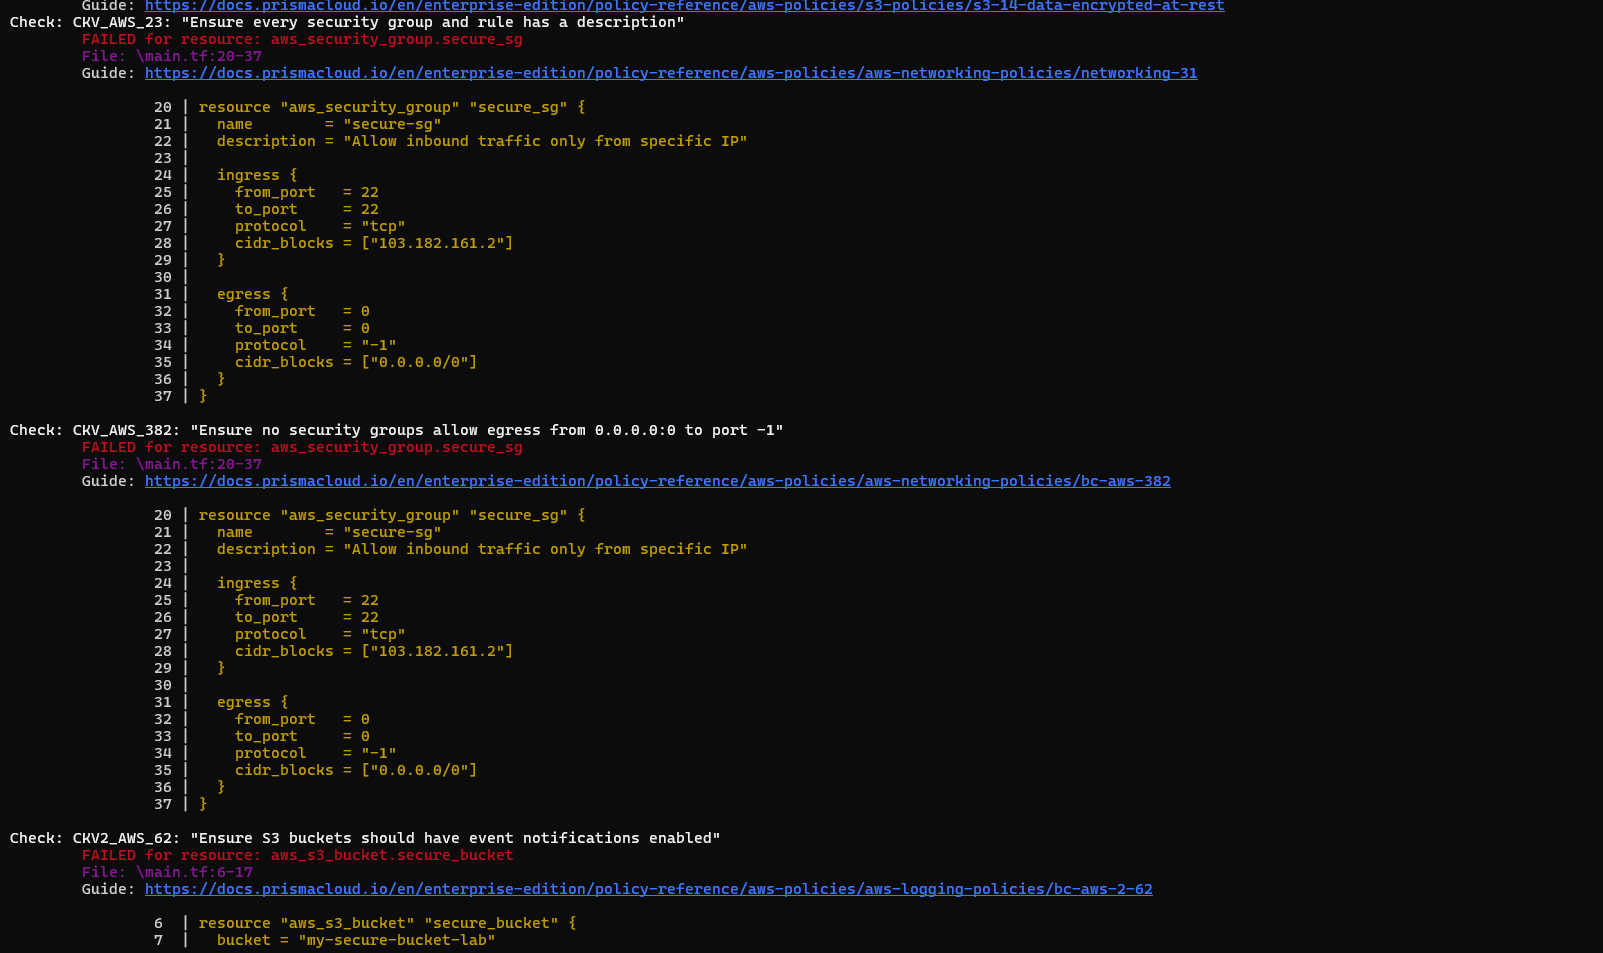 Guide: https://docs.prismacloud.io/en/enterprise-edition/policy-reference/aws-policies/s3-policies/s3-14-data-encrypted-at-rest
Check: CKV_AWS_23: "Ensure every security group and rule has a description"
        FAILED for resource: aws_security_group.secure_sg
        File: \main.tf:20-37
        Guide: https://docs.prismacloud.io/en/enterprise-edition/policy-reference/aws-policies/aws-networking-policies/networking-31

                20 | resource "aws_security_group" "secure_sg" {
                21 |   name        = "secure-sg"
                22 |   description = "Allow inbound traffic only from specific IP"
                23 |
                24 |   ingress {
                25 |     from_port   = 22
                26 |     to_port     = 22
                27 |     protocol    = "tcp"
                28 |     cidr_blocks = ["103.182.161.2"]
                29 |   }
                30 |
                31 |   egress {
                32 |     from_port   = 0
                33 |     to_port     = 0
                34 |     protocol    = "-1"
                35 |     cidr_blocks = ["0.0.0.0/0"]
                36 |   }
                37 | }

Check: CKV_AWS_382: "Ensure no security groups allow egress from 0.0.0.0:0 to port -1"
        FAILED for resource: aws_security_group.secure_sg
        File: \main.tf:20-37
        Guide: https://docs.prismacloud.io/en/enterprise-edition/policy-reference/aws-policies/aws-networking-policies/bc-aws-382

                20 | resource "aws_security_group" "secure_sg" {
                21 |   name        = "secure-sg"
                22 |   description = "Allow inbound traffic only from specific IP"
                23 |
                24 |   ingress {
                25 |     from_port   = 22
                26 |     to_port     = 22
                27 |     protocol    = "tcp"
                28 |     cidr_blocks = ["103.182.161.2"]
                29 |   }
                30 |
                31 |   egress {
                32 |     from_port   = 0
                33 |     to_port     = 0
                34 |     protocol    = "-1"
                35 |     cidr_blocks = ["0.0.0.0/0"]
                36 |   }
                37 | }

Check: CKV2_AWS_62: "Ensure S3 buckets should have event notifications enabled"
        FAILED for resource: aws_s3_bucket.secure_bucket
        File: \main.tf:6-17
        Guide: https://docs.prismacloud.io/en/enterprise-edition/policy-reference/aws-policies/aws-logging-policies/bc-aws-2-62

                6  | resource "aws_s3_bucket" "secure_bucket" {
                7  |   bucket = "my-secure-bucket-lab"